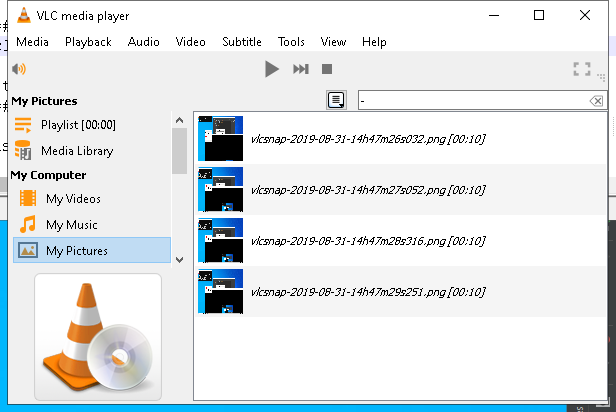 VLC media player
Media Playback Audio Video Subtitle Tools View Help
-
My Pictures
Playlist [00:00]
Media Library
My Computer
My Videos
My Music
My Pictures
vlcsnap-2019-08-31-14h47m26s032.png [00:10]
vlcsnap-2019-08-31-14h47m27s052.png [00:10]
vlcsnap-2019-08-31-14h47m28s316.png [00:10]
vlcsnap-2019-08-31-14h47m29s251.png [00:10]